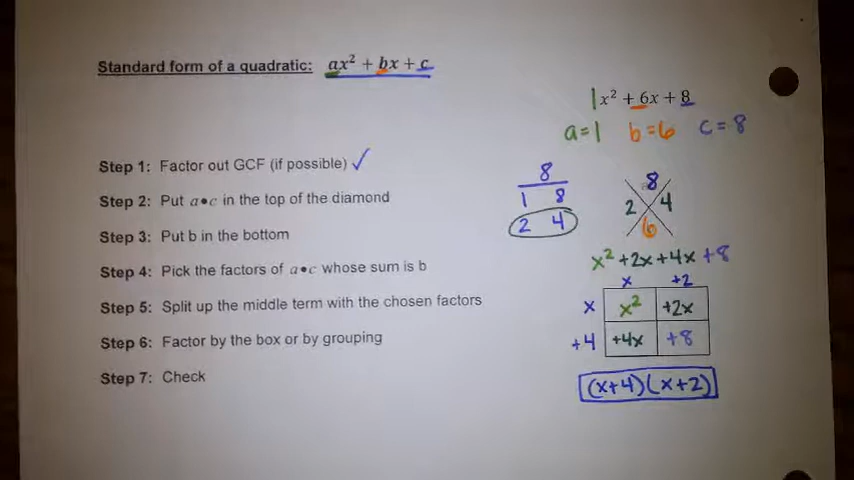 Standard form of a quadratic: ax² + bx + c
1x² + 6x + 8
a=1 b=6 c=8
Step 1: Factor out GCF (if possible) ✓
Step 2: Put a•c in the top of the diamond
Step 3: Put b in the bottom
Step 4: Pick the factors of a•c whose sum is b
Step 5: Split up the middle term with the chosen factors
Step 6: Factor by the box or by grouping
Step 7: Check
8
1 8
2 4
8
2 4
6
x²+2x+4x+8
x +2
x x² +2x
+4 +4x +8
(x+4)(x+2)